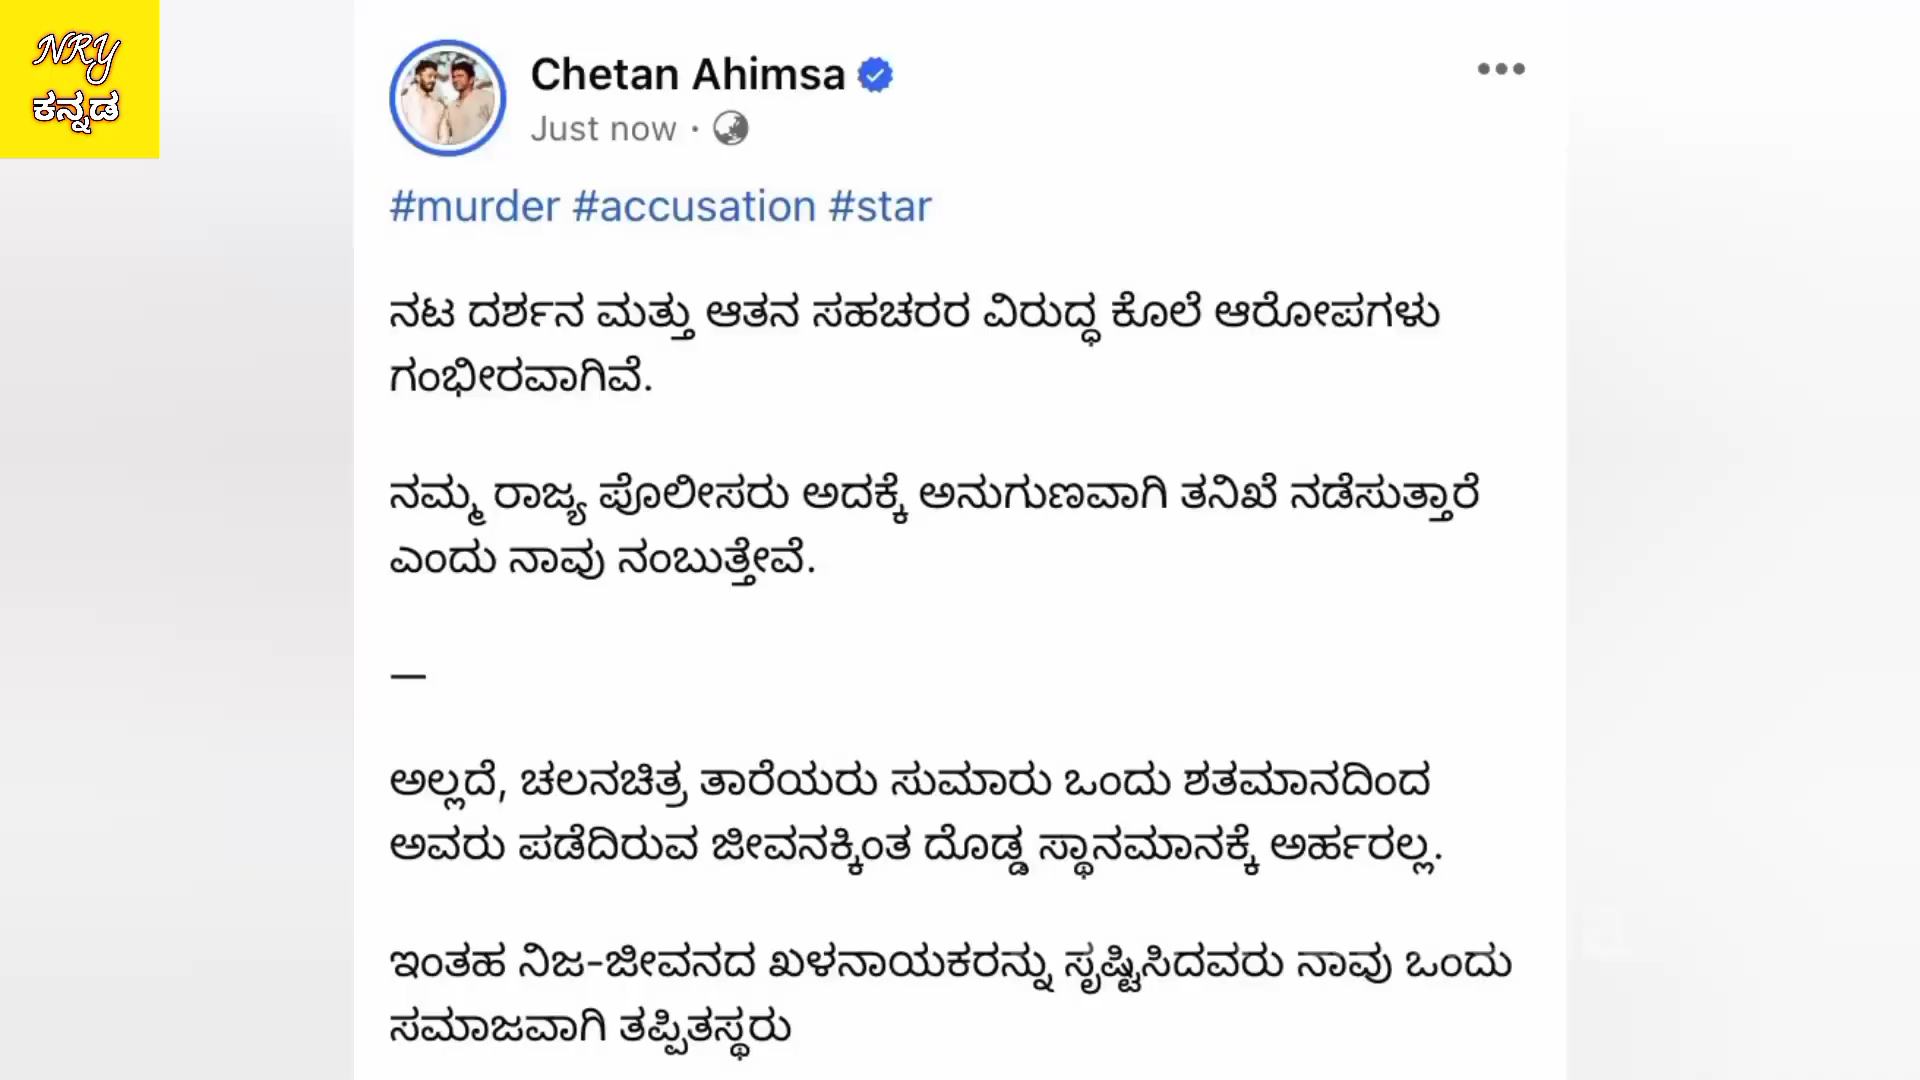 NRY
ಕನ್ನಡ
Chetan Ahimsa
Just now ·
#murder #accusation #star
ನಟ ದರ್ಶನ ಮತ್ತು ಆತನ ಸಹಚರರ ವಿರುದ್ಧ ಕೊಲೆ ಆರೋಪಗಳು
ಗಂಭೀರವಾಗಿವೆ.
ನಮ್ಮ ರಾಜ್ಯ ಪೊಲೀಸರು ಅದಕ್ಕೆ ಅನುಗುಣವಾಗಿ ತನಿಖೆ ನಡೆಸುತ್ತಾರೆ
ಎಂದು ನಾವು ನಂಬುತ್ತೇವೆ.
—
ಅಲ್ಲದೆ, ಚಲನಚಿತ್ರ ತಾರೆಯರು ಸುಮಾರು ಒಂದು ಶತಮಾನದಿಂದ
ಅವರು ಪಡೆದಿರುವ ಜೀವನಕ್ಕಿಂತ ದೊಡ್ಡ ಸ್ಥಾನಮಾನಕ್ಕೆ ಅರ್ಹರಲ್ಲ.
ಇಂತಹ ನಿಜ-ಜೀವನದ ಖಳನಾಯಕರನ್ನು ಸೃಷ್ಟಿಸಿದವರು ನಾವು ಒಂದು
ಸಮಾಜವಾಗಿ ತಪ್ಪಿತಸ್ಥರು